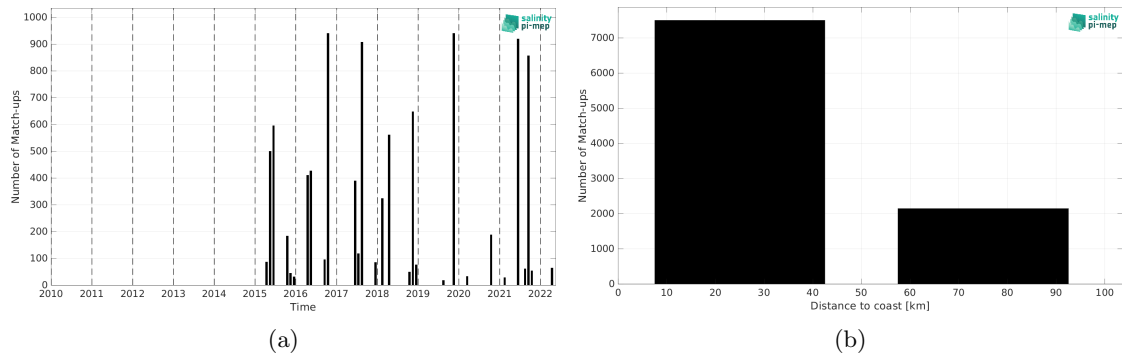 salinity
pi-mep
1000
900
800
700
600
500
400
300
200
100
0
Number of Match-ups
2010 2011 2012 2013 2014 2015 2016 2017 2018 2019 2020 2021 2022
Time
(a)
salinity
pi-mep
7000
6000
5000
4000
3000
2000
1000
0
Number of Match-ups
0 10 20 30 40 50 60 70 80 90 100
Distance to coast [km]
(b)